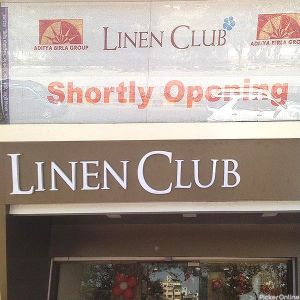 ADITYA BIRLA GROUP
LINEN CLUB
ADITYA BIRLA GROUP
Shortly Opening
LINEN CLUB
PickerOnline